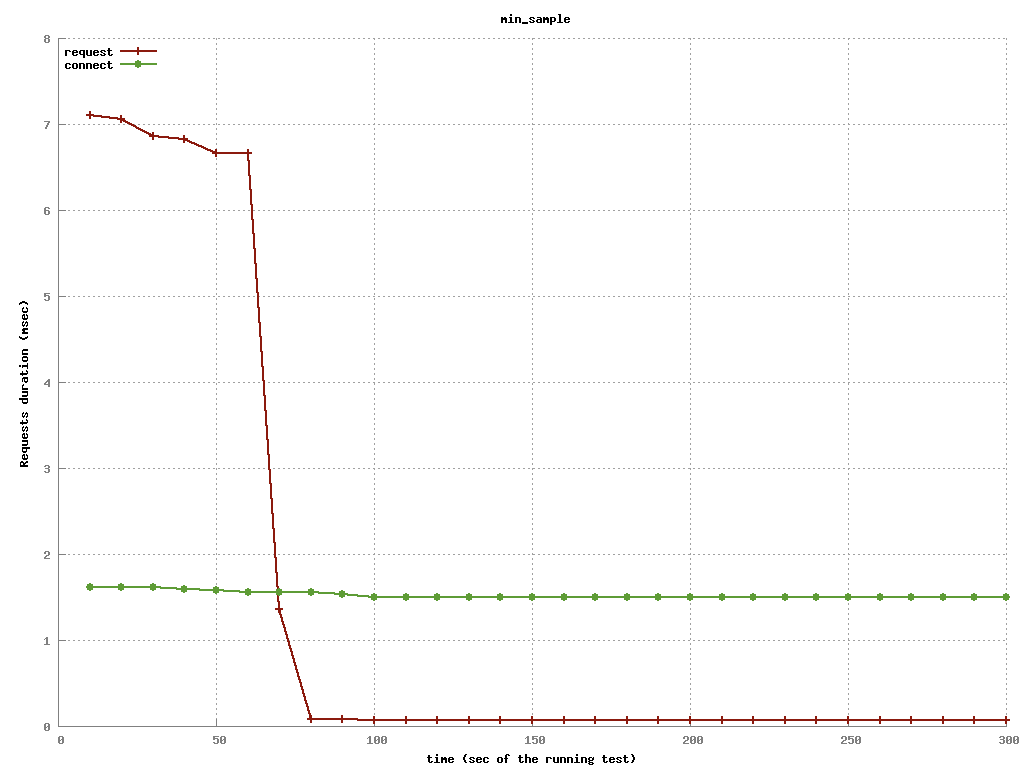 min_sample
8
request
connect
7
6
5
4
3
2
1
0
Requests duration (msec)
0 50 100 150 200 250 300
time (sec of the running test)